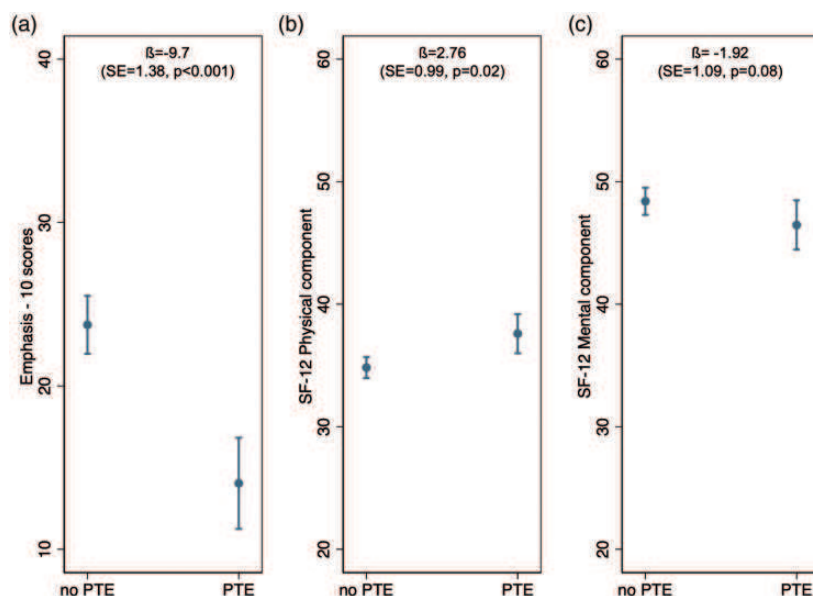 (a)
ß=-9.7
(SE=1.38, p<0.001)
Emphasis - 10 scores
40
30
20
10
no PTE
PTE
(b)
ß=2.76
(SE=0.99, p=0.02)
SF-12 Physical component
60
50
40
30
20
no PTE
PTE
(c)
ß= -1.92
(SE=1.09, p=0.08)
SF-12 Mental component
60
50
40
30
20
no PTE
PTE